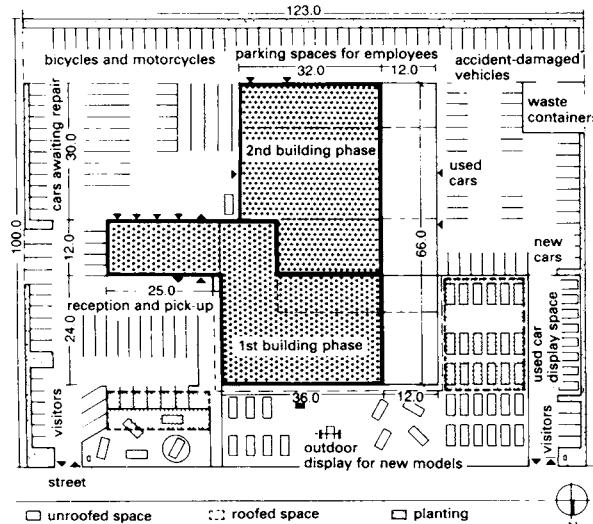 123.0
bicycles and motorcycles
parking spaces for employees
accident-damaged
vehicles
32.0
12.0
waste
containers
cars awaiting repair
30.0
2nd building phase
used
cars
100.0
12.0
66.0
new
cars
25.0
reception and pick-up
24.0
1st building phase
used car
display space
36.0
12.0
visitors
outdoor
display for new models
visitors
street
unroofed space
roofed space
planting